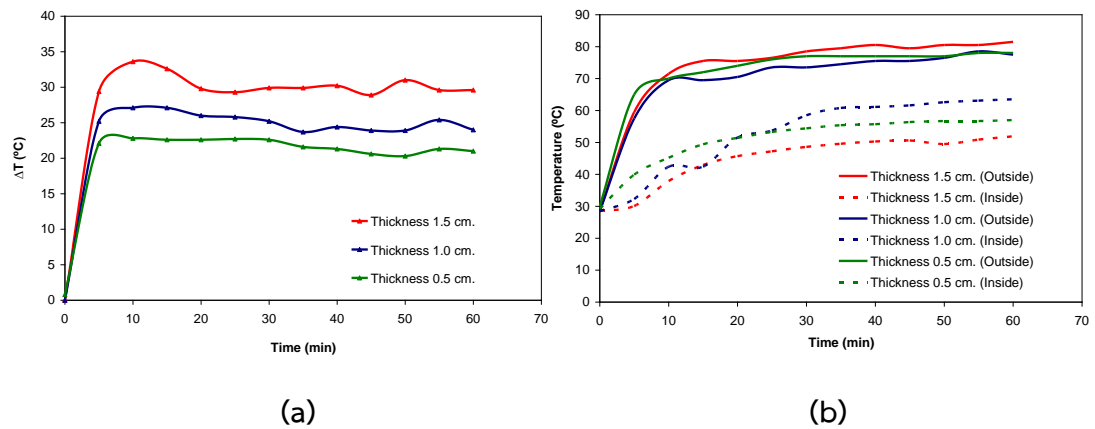 40
35
30
25
20
15
10
5
0
ΔT (ºC)
0 10 20 30 40 50 60 70
Time (min)
Thickness 1.5 cm.
Thickness 1.0 cm.
Thickness 0.5 cm.
(a)
90
80
70
60
50
40
30
20
10
0
Temperature (ºC)
0 10 20 30 40 50 60 70
Time (min)
Thickness 1.5 cm. (Outside)
Thickness 1.5 cm. (Inside)
Thickness 1.0 cm. (Outside)
Thickness 1.0 cm. (Inside)
Thickness 0.5 cm. (Outside)
Thickness 0.5 cm. (Inside)
(b)